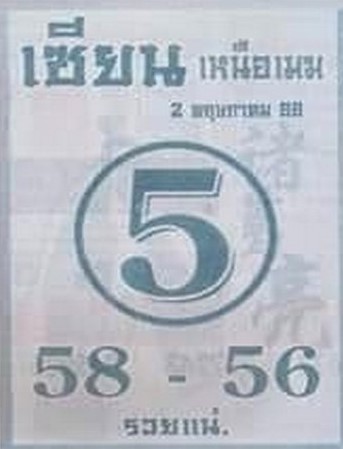 เซียน เหนือเมฆ
2 พฤษภาคม 68
5
58 - 56
รวยแน่.